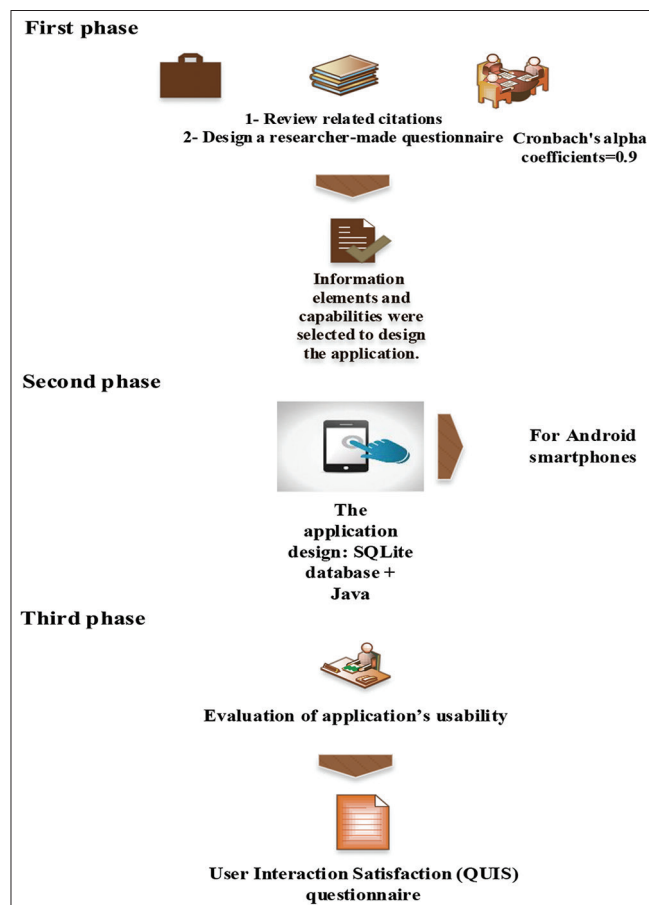 First phase
1- Review related citations
2- Design a researcher-made questionnaire
Cronbach's alpha
coefficients=0.9
Information
elements and
capabilities were
selected to design
the application.
Second phase
For Android
smartphones
The
application
design: SQLite
database +
Java
Third phase
Evaluation of application’s usability
User Interaction Satisfaction (QUIS)
questionnaire